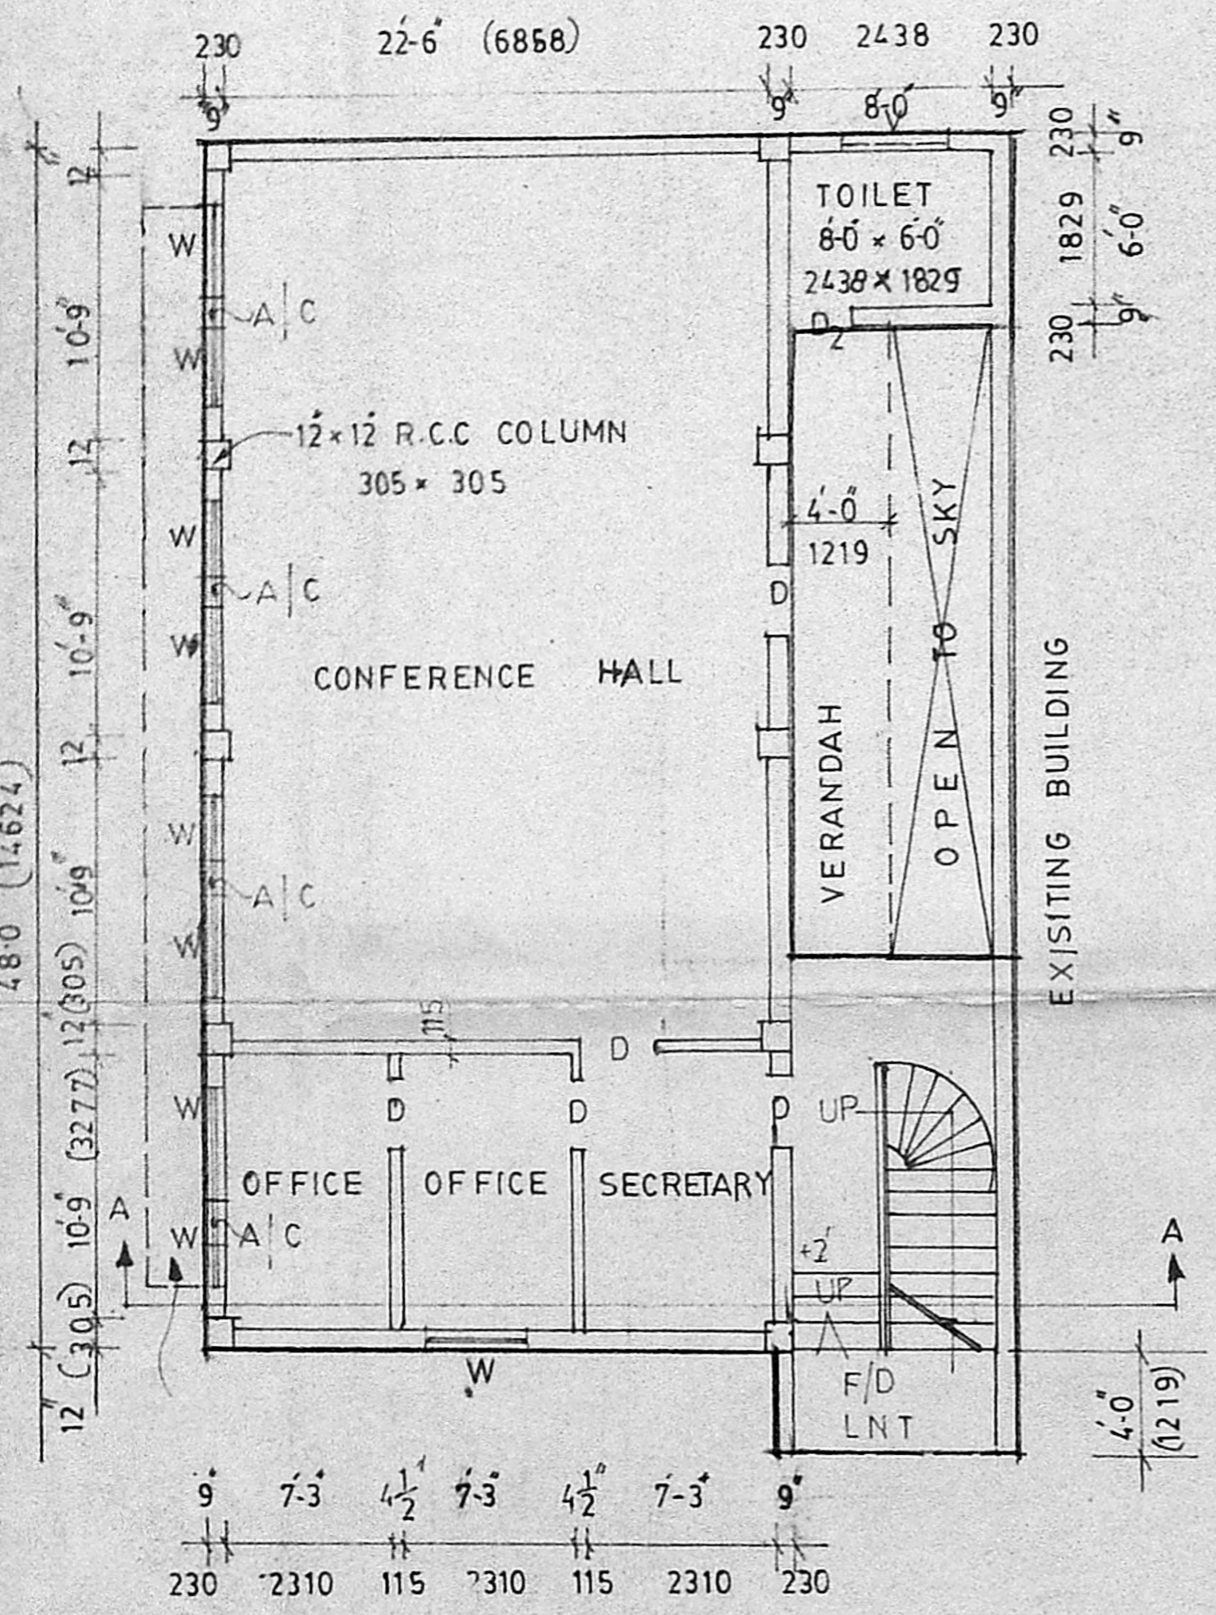 230 22'-6" (6858) 230 2438 230
9" 9" 8'-0" 9"
TOILET
8'-0" × 6'-0"
2438 X 1829
D2
230 9"
1829 6'-0"
230 9"
W
A/C
W
12"×12" R.C.C COLUMN
305 × 305
W
A/C
W
CONFERENCE HALL
W
A/C
W
D
4'-0"
1219
VERANDAH
OPEN TO SKY
EXISITING BUILDING
12"
10'-9"
12
10'-9"
12
10'-9"
12" (305)
10'-9" (3277)
12" (305)
48.0 (14624)
115
D
W
D D D
UP
OFFICE OFFICE SECRETARY
A
W
A/C
+2'
UP
A
F/D
LNT
W
4'-0"
(1219)
9" 7'-3" 4 1/2' 7'-3" 4 1/2" 7'-3" 9"
230 2310 115 2310 115 2310 230